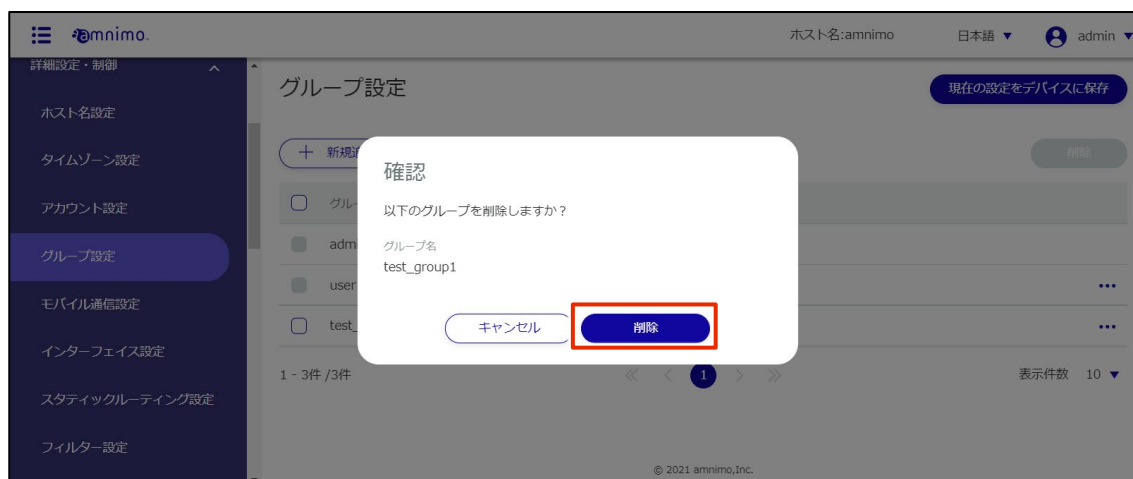 amnimo
ホスト名:amnimo
日本語 ▼
admin ▼
詳細設定・制御
ホスト名設定
タイムゾーン設定
アカウント設定
グループ設定
モバイル通信設定
インターフェイス設定
スタティックルーティング設定
フィルター設定
グループ設定
現在の設定をデバイスに保存
+ 新規追
削除
グルー
admi
user
test_
確認
以下のグループを削除しますか？
グループ名
test_group1
キャンセル
削除
1 - 3件 /3件
≪ < 1 > ≫
表示件数 10 ▼
© 2021 amnimo,Inc.